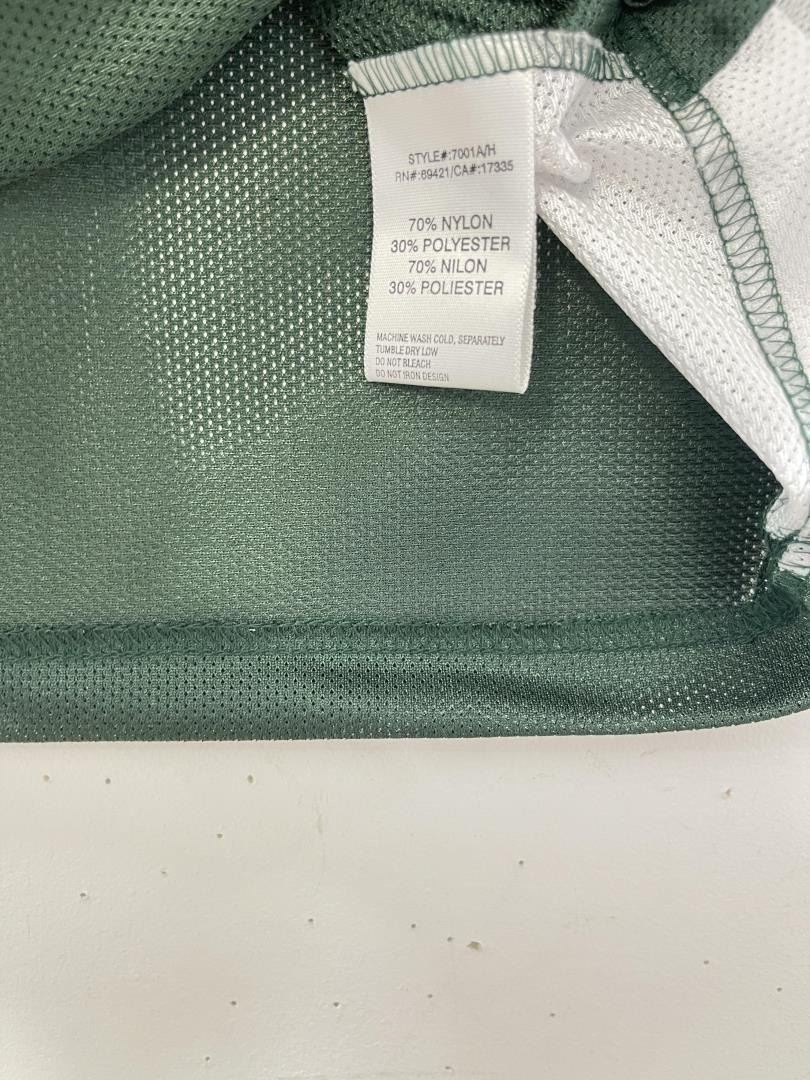 STYLE#:7001A/H
RN#:69421/CA#:17335
70% NYLON
30% POLYESTER
70% NILON
30% POLIESTER
MACHINE WASH COLD, SEPARATELY
TUMBLE DRY LOW
DO NOT BLEACH
DO NOT IRON DESIGN